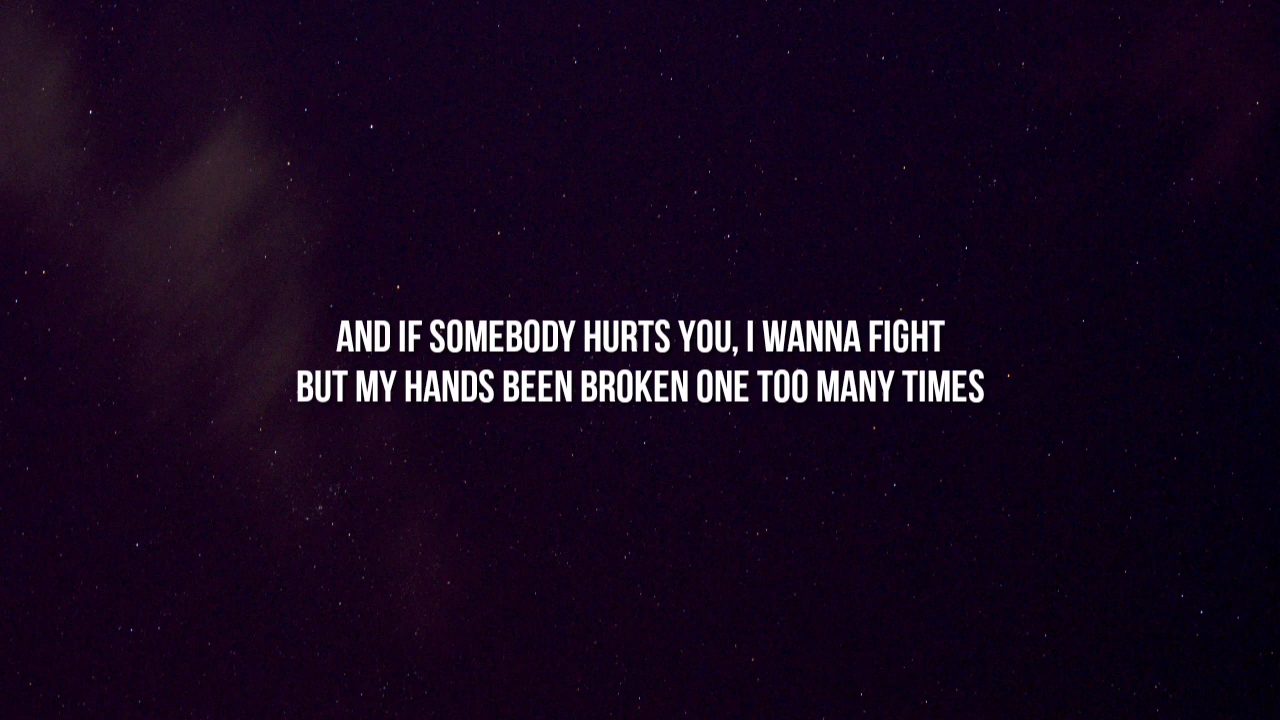 AND IF SOMEBODY HURTS YOU, I WANNA FIGHT
BUT MY HANDS BEEN BROKEN ONE TOO MANY TIMES